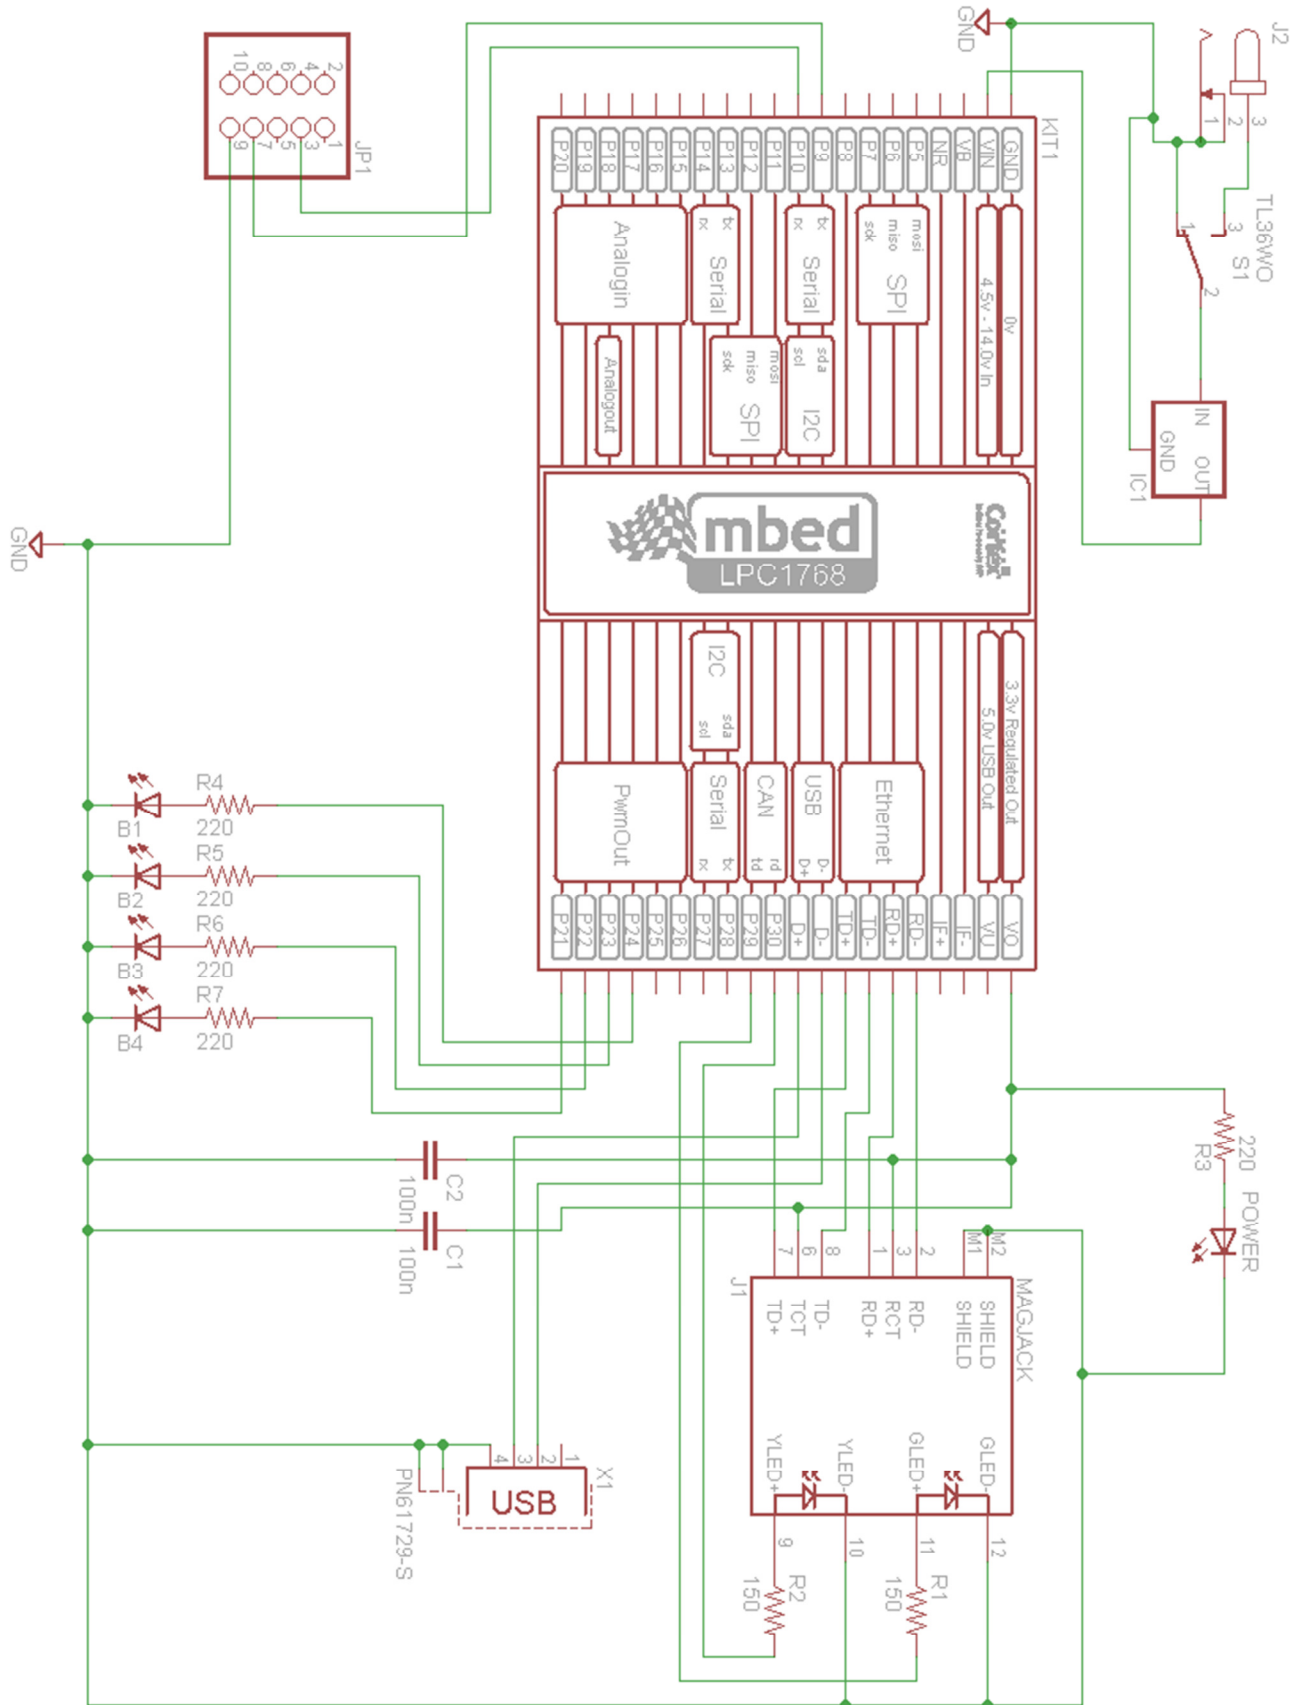 GND
J2
1
2
3
TL36WO
S1
1
3
2
IN
OUT
GND
IC1
JP1
2
4
6
8
10
1
3
5
7
9
GND
KIT1
P20
P19
P18
P17
P16
P15
P14
P13
P12
P11
P10
P9
P8
P7
P6
P5
NR
VB
VIN
GND
Analogin
rx
tx
Serial
rx
tx
Serial
sck
miso
mosi
SPI
4.5v - 14.0v In
0v
Analogout
sck
miso
mosi
SPI
scl
sda
I2C
mbed
LPC1768
Cortex
I2C
scl
sda
PwmOut
Serial
rx
tx
CAN
td
rd
USB
D+
D-
Ethernet
5.0v USB Out
3.3v Regulated Out
P21
P22
P23
P24
P25
P26
P27
P28
P29
P30
D+
D-
TD+
TD-
RD+
RD-
IF+
IF-
VU
VO
R4
220
B1
R5
220
B2
R6
220
B3
R7
220
B4
C2
100n
C1
100n
220
R3
POWER
MAGJACK
J1
7
6
8
1
3
2
M1
M2
TD+
TCT
TD-
RD+
RCT
RD-
SHIELD
SHIELD
YLED+
YLED-
GLED+
GLED-
9
10
11
12
R2
150
R1
150
X1
4
3
2
1
USB
PN61729-S